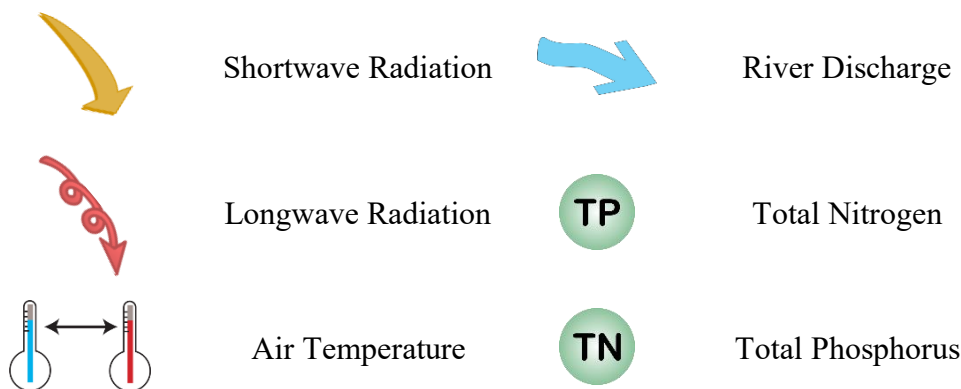 Shortwave Radiation
River Discharge
Longwave Radiation
TP
Total Nitrogen
Air Temperature
TN
Total Phosphorus